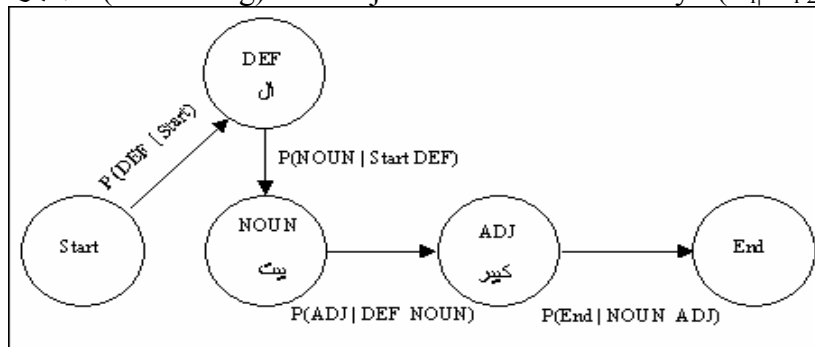 DEF
ال
P(DEF | Start)
P(NOUN | Start DEF)
Start
NOUN
بيت
ADJ
كبير
End
P(ADJ | DEF NOUN)
P(End | NOUN ADJ)